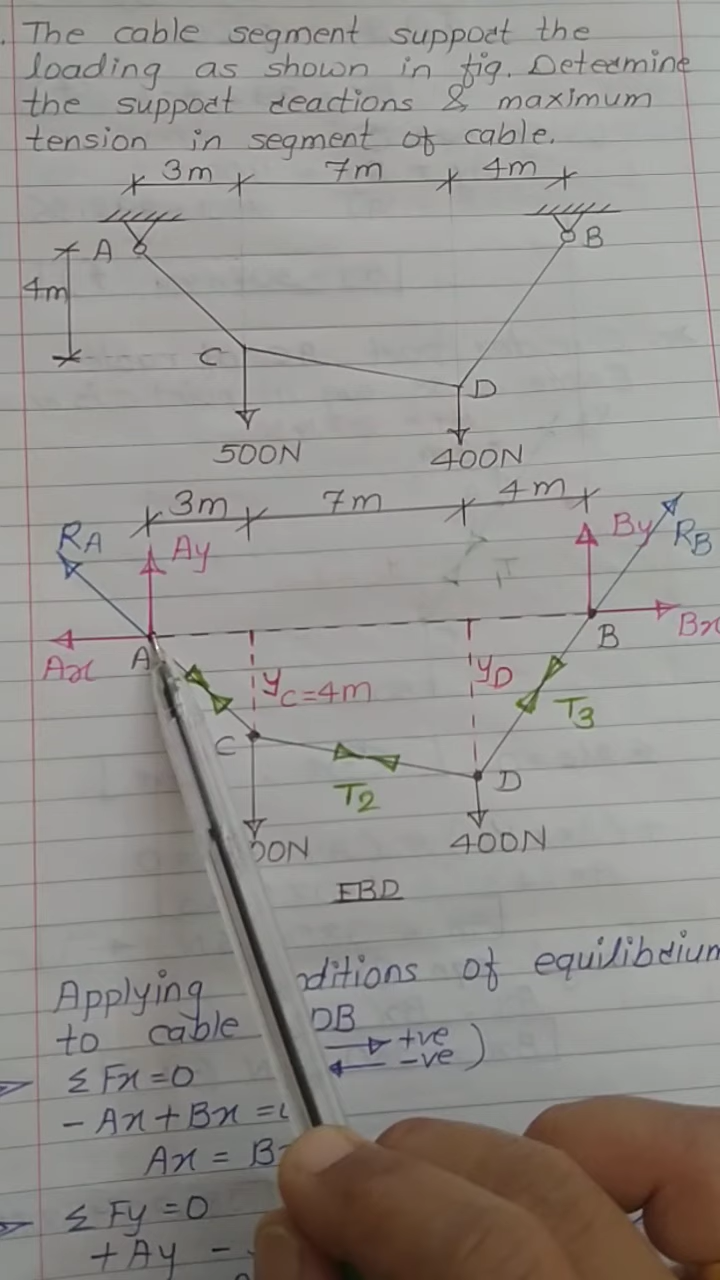 . The cable segment support the
loading as shown in fig. Determine
the support reactions & maximum
tension in segment of cable.
3m 7m 4m
A B
4m
C
D
500N 400N
3m 7m 4m
RA Ay By RB
Ax A B Bx
yC=4m yD
T3
C
T2 D
00N 400N
FBD
Applying ditions of equilibrium
to cable DB
+ve
-ve )
ΣFx=0
-Ax+Bx=
Ax = B
ΣFy=0
+Ay -